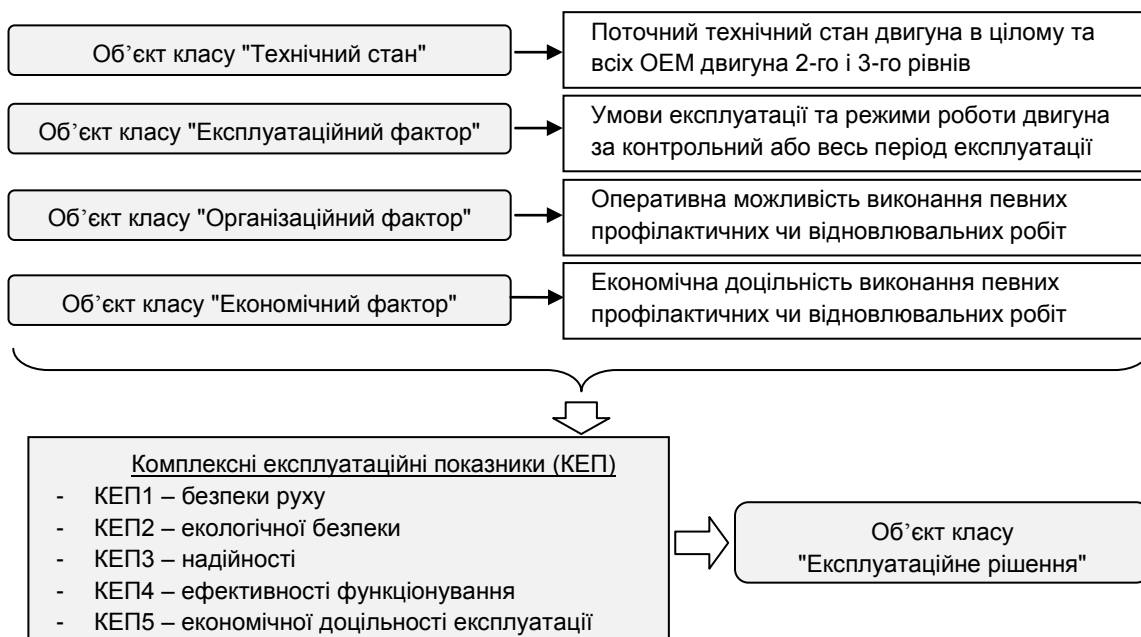 Об’єкт класу "Технічний стан"
Поточний технічний стан двигуна в цілому та
всіх ОЕМ двигуна 2-го і 3-го рівнів
Об’єкт класу "Експлуатаційний фактор"
Умови експлуатації та режими роботи двигуна
за контрольний або весь період експлуатації
Об’єкт класу "Організаційний фактор"
Оперативна можливість виконання певних
профілактичних чи відновлювальних робіт
Об’єкт класу "Економічний фактор"
Економічна доцільність виконання певних
профілактичних чи відновлювальних робіт
Комплексні експлуатаційні показники (КЕП)
- КЕП1 – безпеки руху
- КЕП2 – екологічної безпеки
- КЕП3 – надійності
- КЕП4 – ефективності функціонування
- КЕП5 – економічної доцільності експлуатації
Об’єкт класу
"Експлуатаційне рішення"